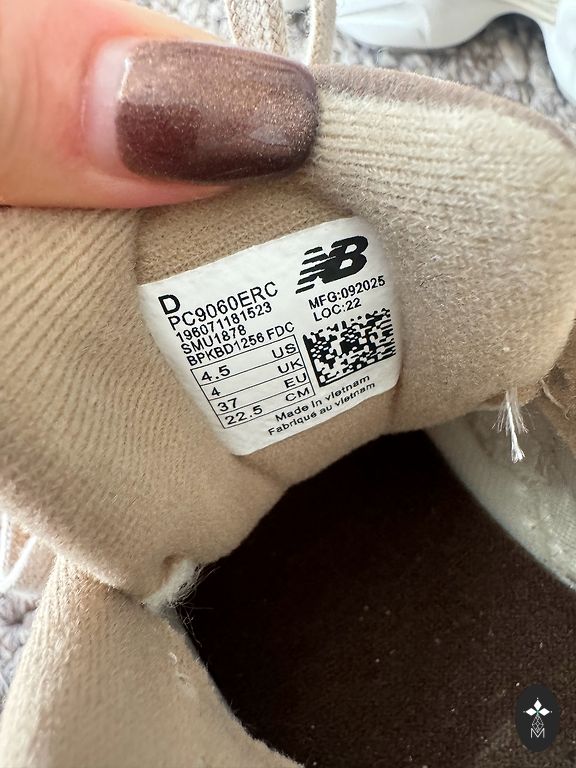 NB
D
PC9060ERC
196071181523
SMU1878
BPKBD1256 FDC
MFG:092025
LOC:22
4.5 US
4 UK
37 EU
22.5 CM
Made in vietnam
Fabriqué au vietnam
M